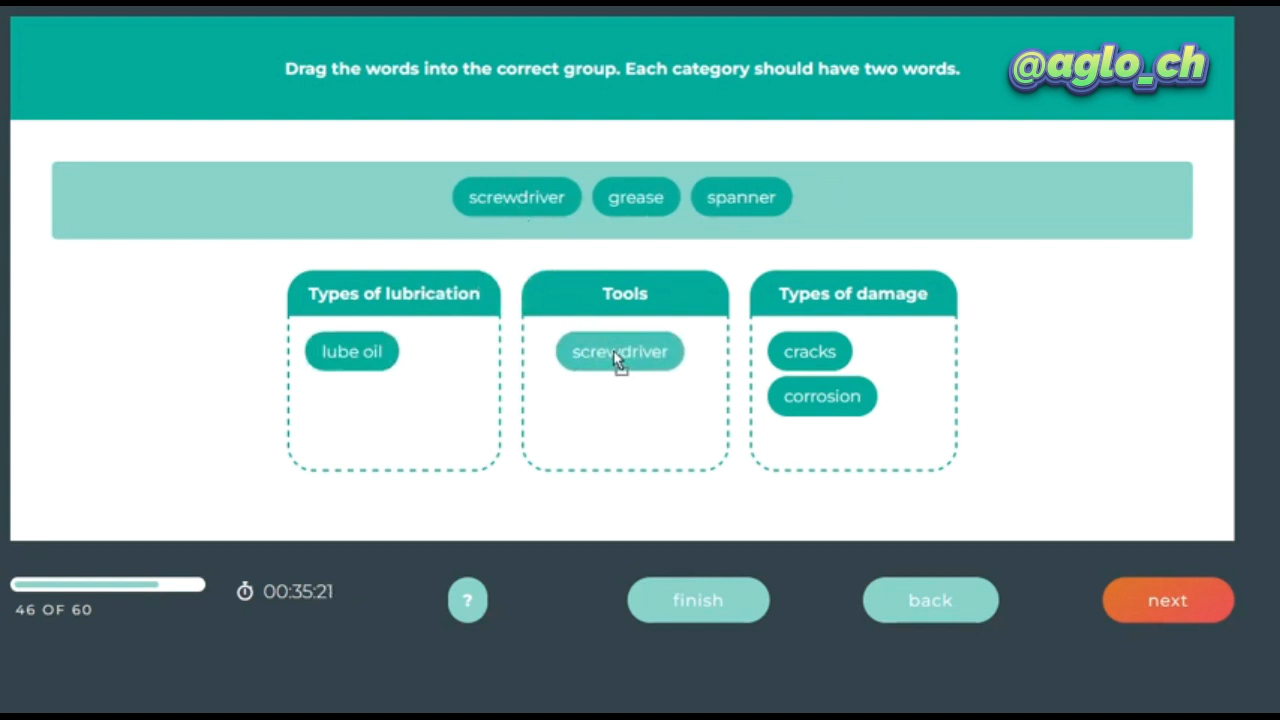 Drag the words into the correct group. Each category should have two words.
@aglo_ch
screwdriver grease spanner
Types of lubrication Tools Types of damage
lube oil screwdriver cracks
corrosion
46 OF 60 00:35:21 ? finish back next